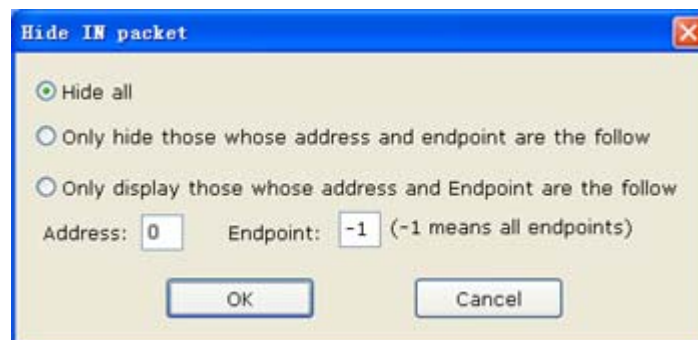 Hide IN packet
Hide all
Only hide those whose address and endpoint are the follow
Only display those whose address and Endpoint are the follow
Address: 0 Endpoint: -1 (-1 means all endpoints)
OK Cancel